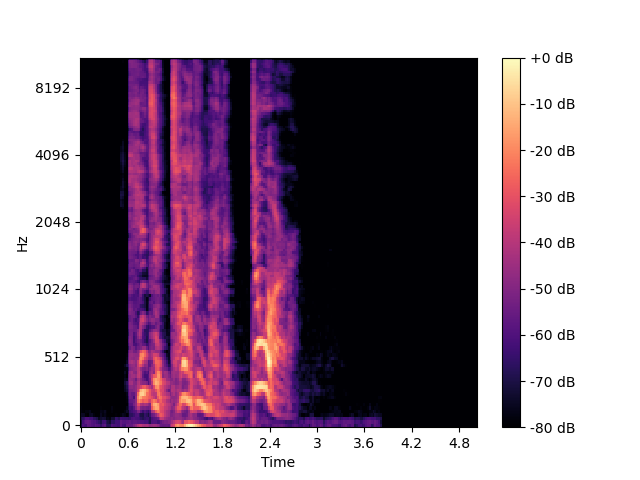 8192
4096
2048
1024
512
0
Hz
0 0.6 1.2 1.8 2.4 3 3.6 4.2 4.8
Time
+0 dB
-10 dB
-20 dB
-30 dB
-40 dB
-50 dB
-60 dB
-70 dB
-80 dB